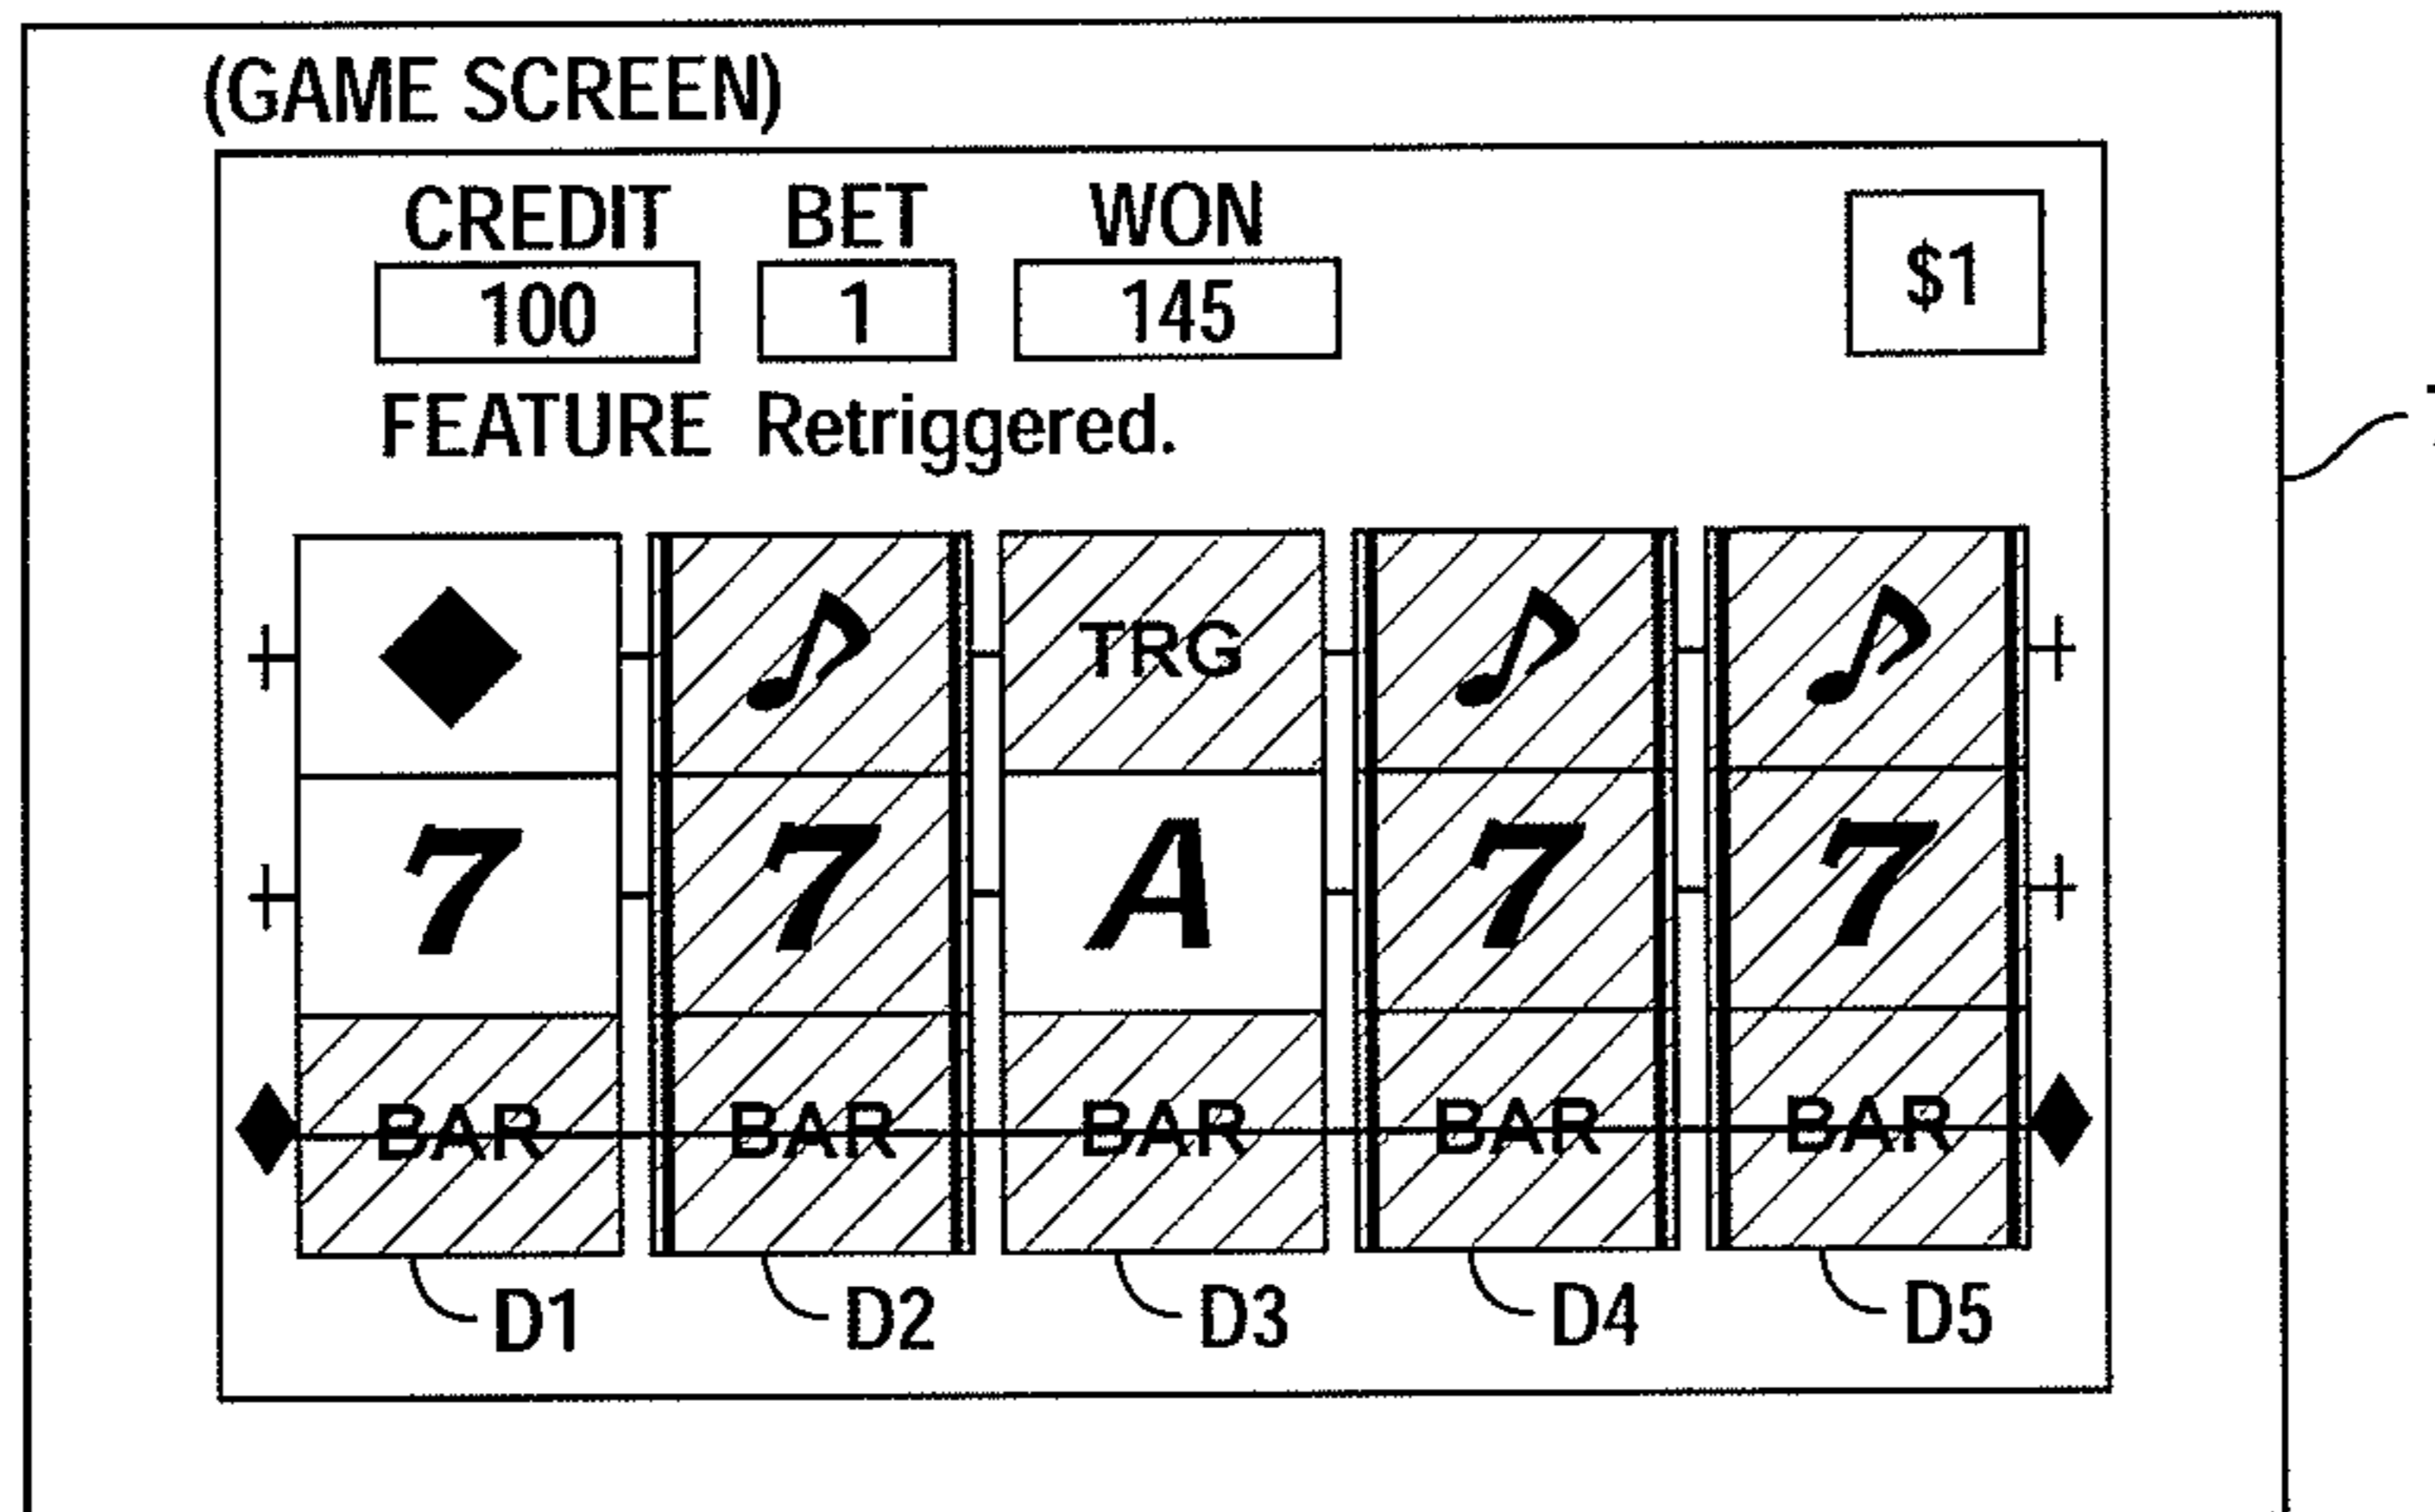 (GAME SCREEN)
CREDIT BET WON
100 1 145 $1
FEATURE Retriggered.
TRG
7 7 A 7 7
BAR BAR BAR BAR BAR
D1 D2 D3 D4 D5